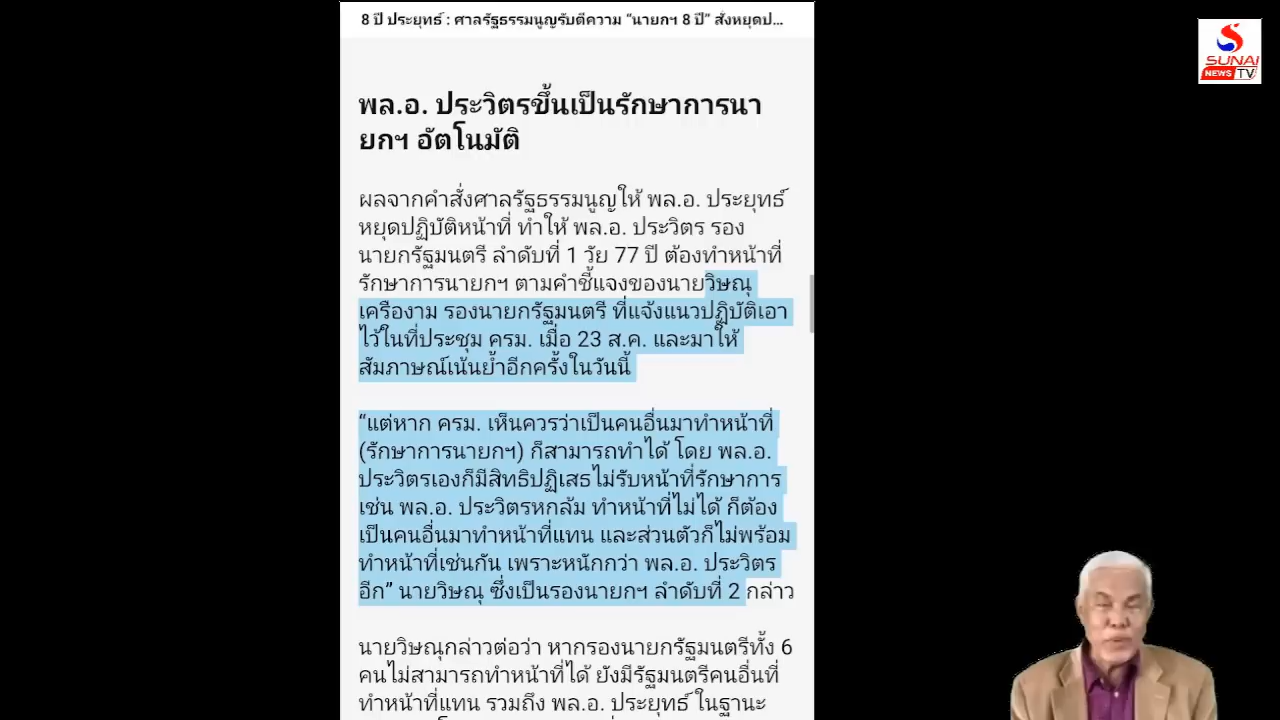 8 ปี ประยุทธ์ : ศาลรัฐธรรมนูญรับตีความ “นายกฯ 8 ปี” สั่งหยุดป...
SUNAI
NEWS TV
พล.อ. ประวิตรขึ้นเป็นรักษาการนา
ยกฯ อัตโนมัติ
ผลจากคำสั่งศาลรัฐธรรมนูญให้ พล.อ. ประยุทธ์
หยุดปฏิบัติหน้าที่ ทำให้ พล.อ. ประวิตร รอง
นายกรัฐมนตรี ลำดับที่ 1 วัย 77 ปี ต้องทำหน้าที่
รักษาการนายกฯ ตามคำชี้แจงของนายวิษณุ
เครืองาม รองนายกรัฐมนตรี ที่แจ้งแนวปฏิบัติเอา
ไว้ในที่ประชุม ครม. เมื่อ 23 ส.ค. และมาให้
สัมภาษณ์เน้นย้ำอีกครั้งในวันนี้
“แต่หาก ครม. เห็นควรว่าเป็นคนอื่นมาทำหน้าที่
(รักษาการนายกฯ) ก็สามารถทำได้ โดย พล.อ.
ประวิตรเองก็มีสิทธิปฏิเสธไม่รับหน้าที่รักษาการ
เช่น พล.อ. ประวิตรหกล้ม ทำหน้าที่ไม่ได้ ก็ต้อง
เป็นคนอื่นมาทำหน้าที่แทน และส่วนตัวก็ไม่พร้อม
ทำหน้าที่เช่นกัน เพราะหนักกว่า พล.อ. ประวิตร
อีก” นายวิษณุ ซึ่งเป็นรองนายกฯ ลำดับที่ 2 กล่าว
นายวิษณุกล่าวต่อว่า หากรองนายกรัฐมนตรีทั้ง 6
คนไม่สามารถทำหน้าที่ได้ ยังมีรัฐมนตรีคนอื่นที่
ทำหน้าที่แทน รวมถึง พล.อ. ประยุทธ์ ในฐานะ